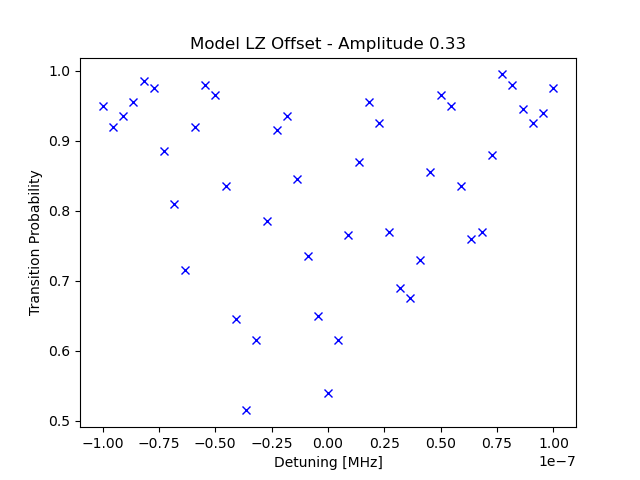 Model LZ Offset - Amplitude 0.33
Transition Probability
1.0
0.9
0.8
0.7
0.6
0.5
−1.00 −0.75 −0.50 −0.25 0.00 0.25 0.50 0.75 1.00
1e−7
Detuning [MHz]